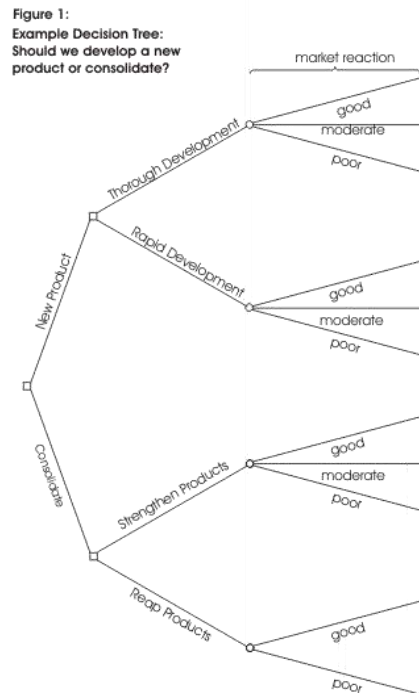 Figure 1:
Example Decision Tree:
Should we develop a new
product or consolidate?
market reaction
good
Thorough Development
moderate
poor
New Product
Rapid Development
good
moderate
poor
Consolidate
good
Strengthen Products
moderate
poor
Reap Products
good
poor